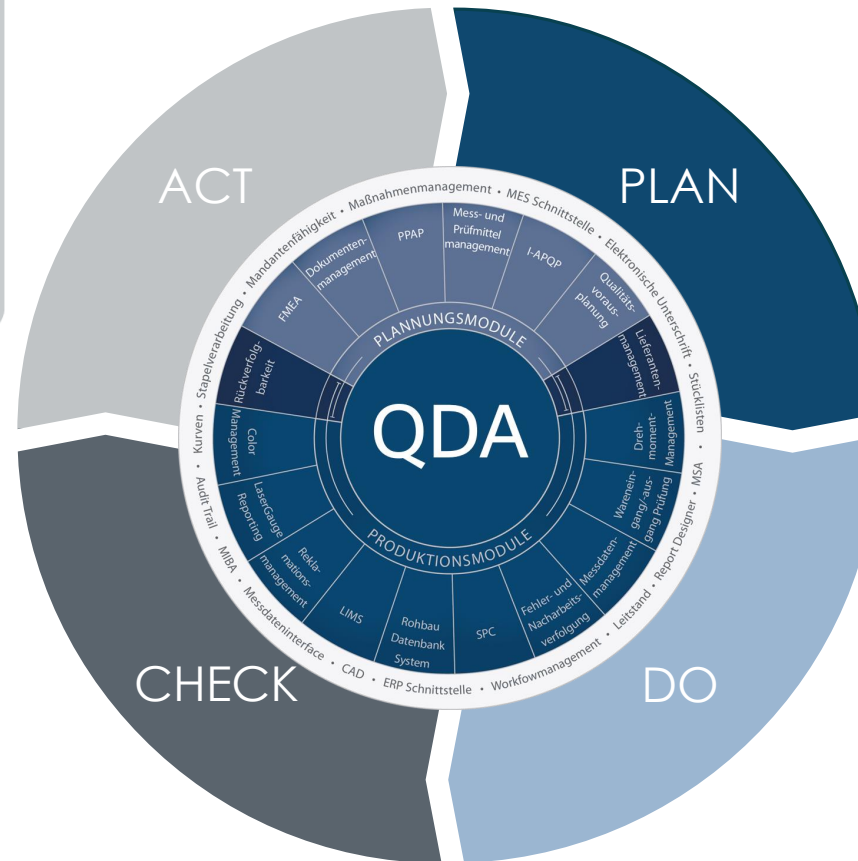 ACT
PLAN
CHECK
DO
Stapelverarbeitung • Mandantenfähigkeit • Maßnahmenmanagement • MES Schnittstelle • Elektronische Unterschrift • Stücklisten •
MSA • Report Designer • Leitstand • Workfowmanagement • ERP Schnittstelle • CAD • Messdateninterface • MIBA • Audit Trail • Kurven •
PLANNUNGSMODULE
Rückverfolg-
barkeit
FMEA
Dokumenten-
management
PPAP
Mess- und
Prüfmittel
management
I-APQP
Qualitäts-
voraus-
planung
Lieferanten-
management
QDA
Dreh-
moment-
Management
Warenein-
gang/-aus-
gang Prüfung
Messdaten-
management
Fehler- und
Nacharbeits-
verfolgung
SPC
Rohbau
Datenbank
System
LIMS
Rekla-
mations-
management
LaserGauge
Reporting
Color
Management
PRODUKTIONSMODULE